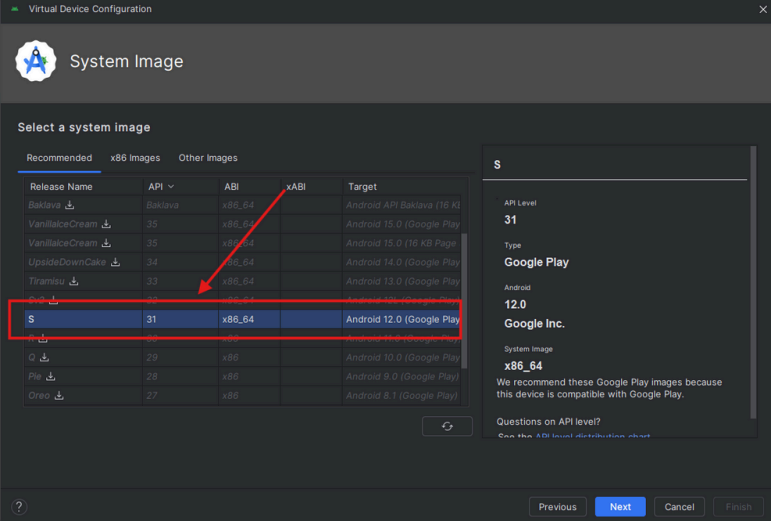 Virtual Device Configuration
System Image
Select a system image
Recommended x86 Images Other Images
Release Name API ABI xABI Target
Baklava Baklava x86_64 Android API Baklava (16 KB
VanillaIceCream 35 x86_64 Android 15.0 (Google Play
VanillaIceCream 35 x86_64 Android 15.0 (16 KB Page
UpsideDownCake 34 x86_64 Android 14.0 (Google Play
Tiramisu 33 x86_64 Android 13.0 (Google Play
Sv2 32 x86_64 Android 12L (Google Play)
S 31 x86_64 Android 12.0 (Google Play
R 30 x86 Android 11.0 (Google Play
Q 29 x86 Android 10.0 (Google Play
Pie 28 x86 Android 9.0 (Google Play)
Oreo 27 x86 Android 8.1 (Google Play)
S
API Level
31
Type
Google Play
Android
12.0
Google Inc.
System Image
x86_64
We recommend these Google Play images because
this device is compatible with Google Play.
Questions on API level?
See the API level distribution chart
? Previous Next Cancel Finish